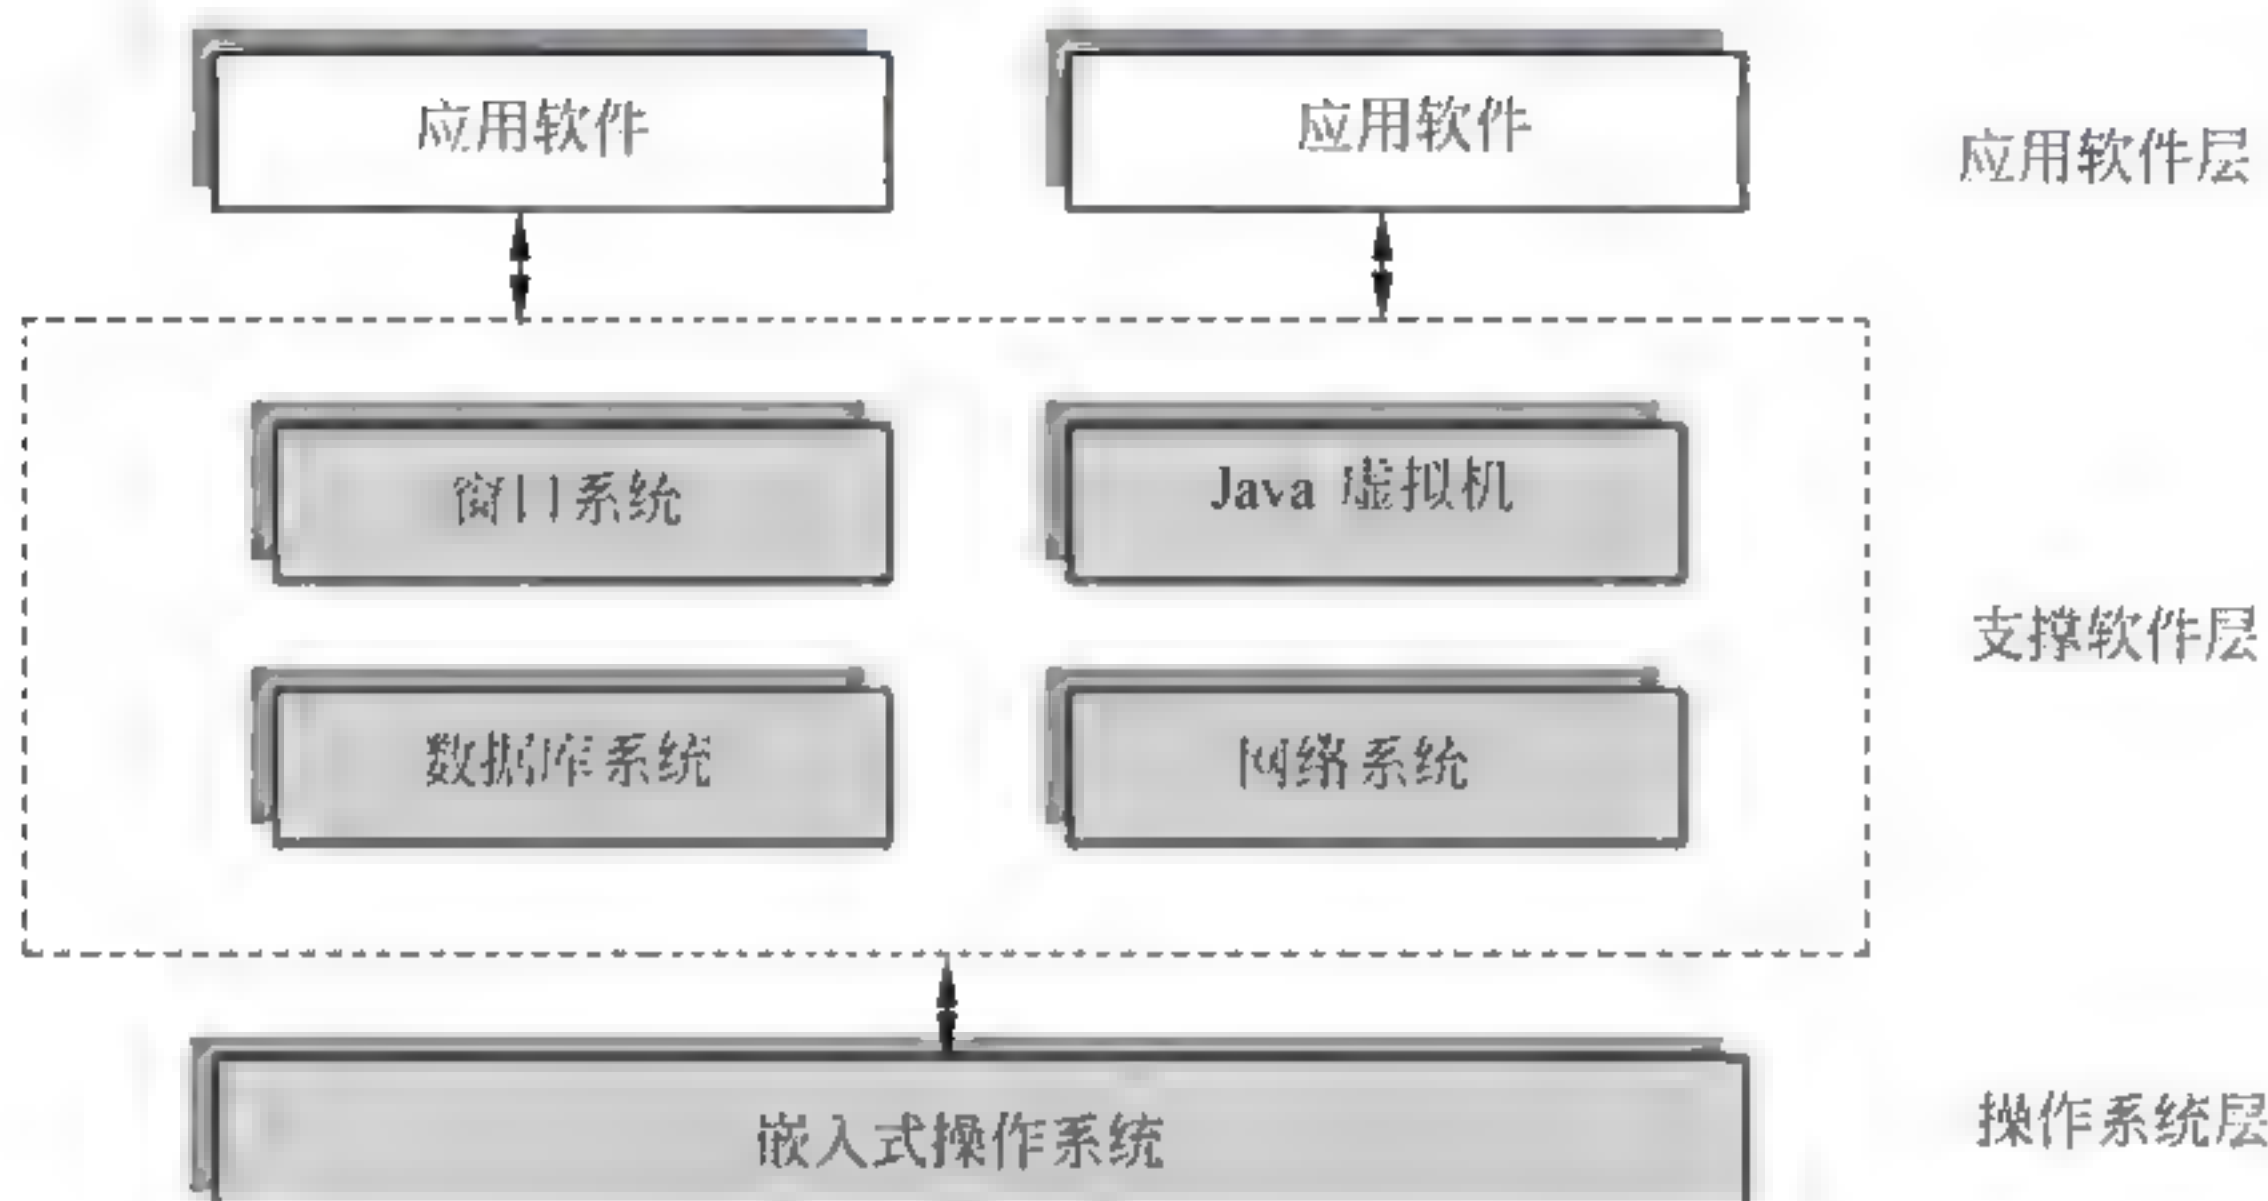 应用软件
应用软件
应用软件层
窗口系统
Java 虚拟机
支撑软件层
数据库系统
网络系统
嵌入式操作系统
操作系统层